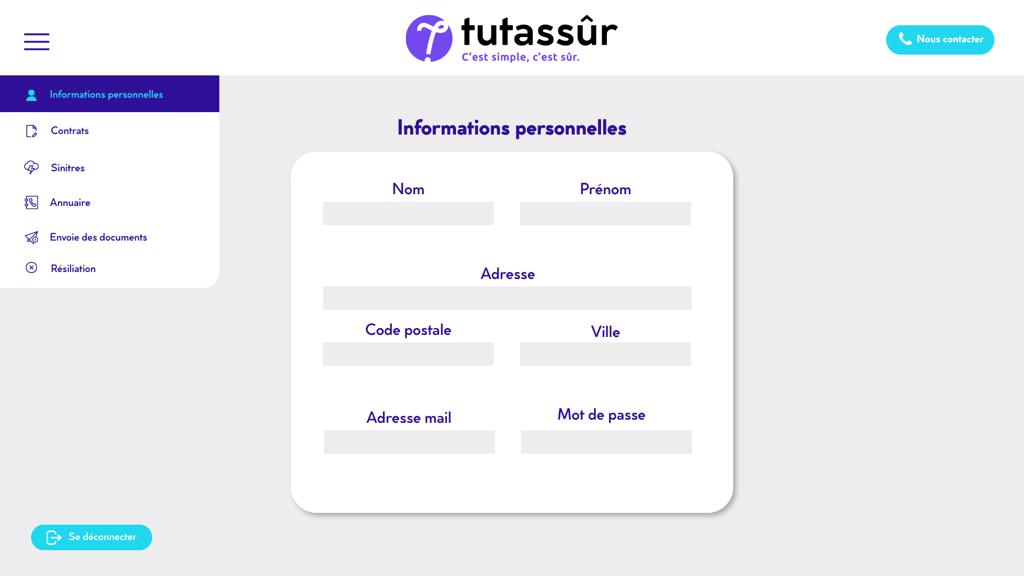 tutassûr
C'est simple, c'est sûr.
Nous contacter
Informations personnelles
Contrats
Sinitres
Annuaire
Envoie des documents
Résiliation
Informations personnelles
Nom
Prénom
Adresse
Code postale
Ville
Adresse mail
Mot de passe
Se déconnecter